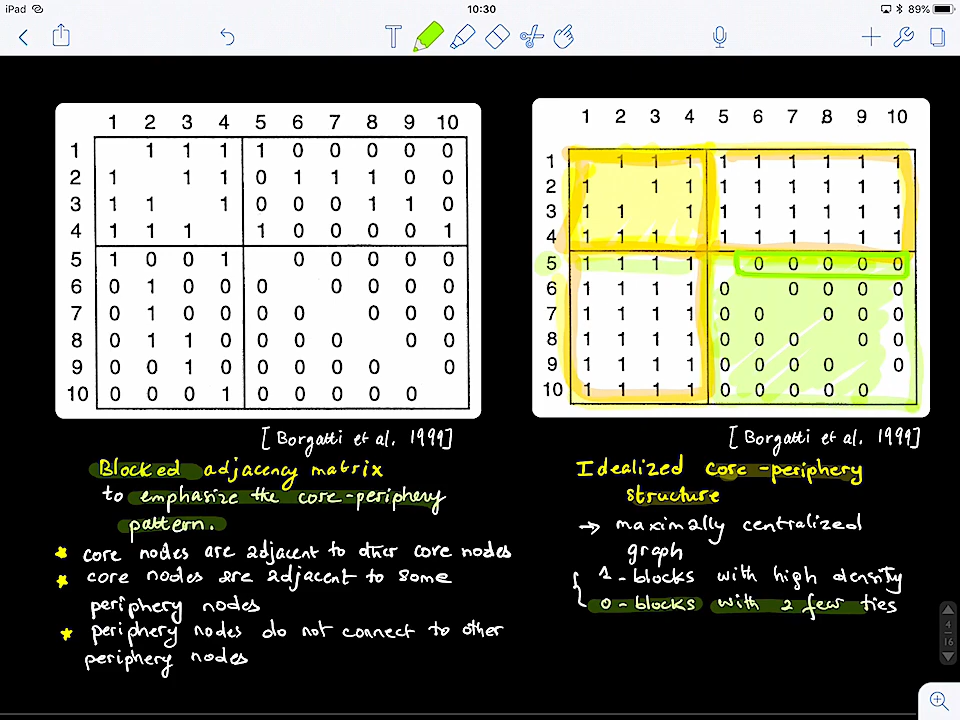 iPad 10:30 89%
T
1 2 3 4 5 6 7 8 9 10
1 1 1 1 1 0 0 0 0 0
2 1 1 1 0 1 1 1 0 0
3 1 1 1 0 0 0 1 1 0
4 1 1 1 1 0 0 0 0 1
5 1 0 0 1 0 0 0 0 0
6 0 1 0 0 0 0 0 0 0
7 0 1 0 0 0 0 0 0 0
8 0 1 1 0 0 0 0 0 0
9 0 0 1 0 0 0 0 0 0
10 0 0 0 1 0 0 0 0 0
[Borgatti et al. 1999]
Blocked adjacency matrix
to emphasize the core-periphery
pattern.
core nodes are adjacent to other core nodes
core nodes are adjacent to some
periphery nodes
periphery nodes do not connect to other
periphery nodes
1 2 3 4 5 6 7 8 9 10
1 1 1 1 1 1 1 1 1 1
2 1 1 1 1 1 1 1 1 1
3 1 1 1 1 1 1 1 1 1
4 1 1 1 1 1 1 1 1 1
5 1 1 1 1 0 0 0 0 0
6 1 1 1 1 0 0 0 0 0
7 1 1 1 1 0 0 0 0 0
8 1 1 1 1 0 0 0 0 0
9 1 1 1 1 0 0 0 0 0
10 1 1 1 1 0 0 0 0 0
[Borgatti et al. 1999]
Idealized core-periphery
structure
→ maximally centralized
graph
1-blocks with high density
0-blocks with a few ties
4
16